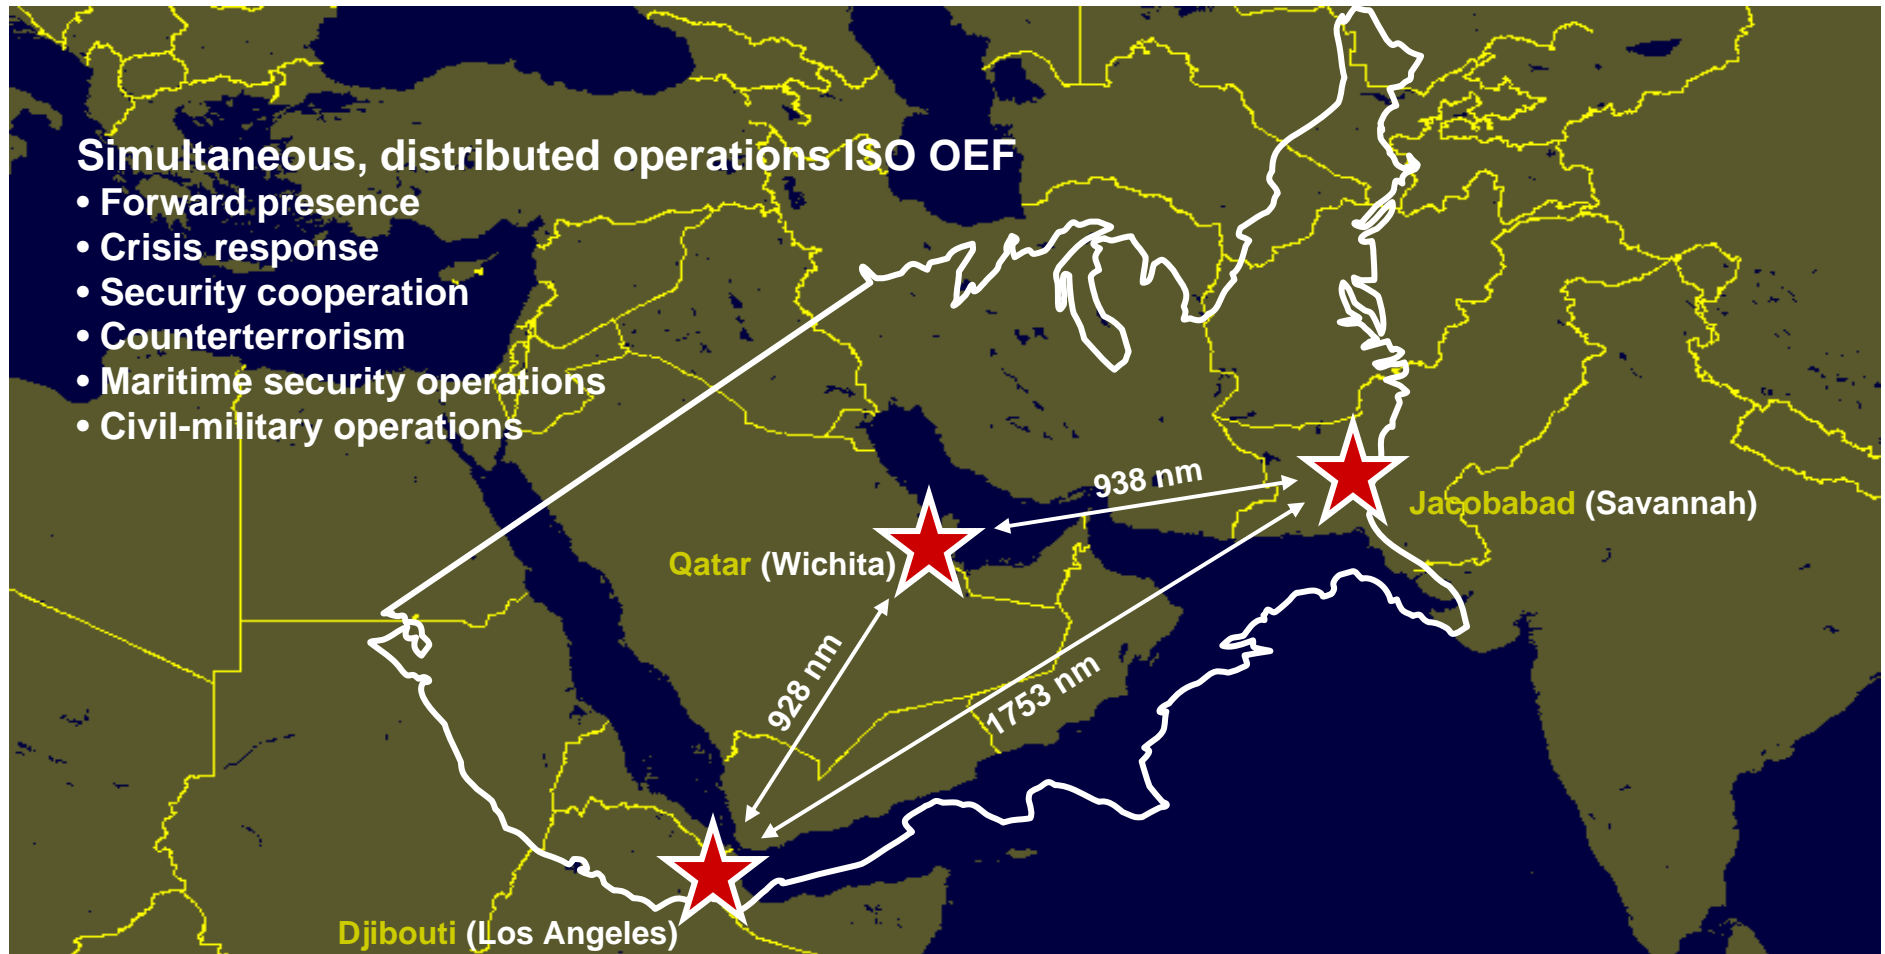 Simultaneous, distributed operations ISO OEF
• Forward presence
• Crisis response
• Security cooperation
• Counterterrorism
• Maritime security operations
• Civil-military operations
938 nm
Jacobabad (Savannah)
Qatar (Wichita)
928 nm
1753 nm
Djibouti (Los Angeles)